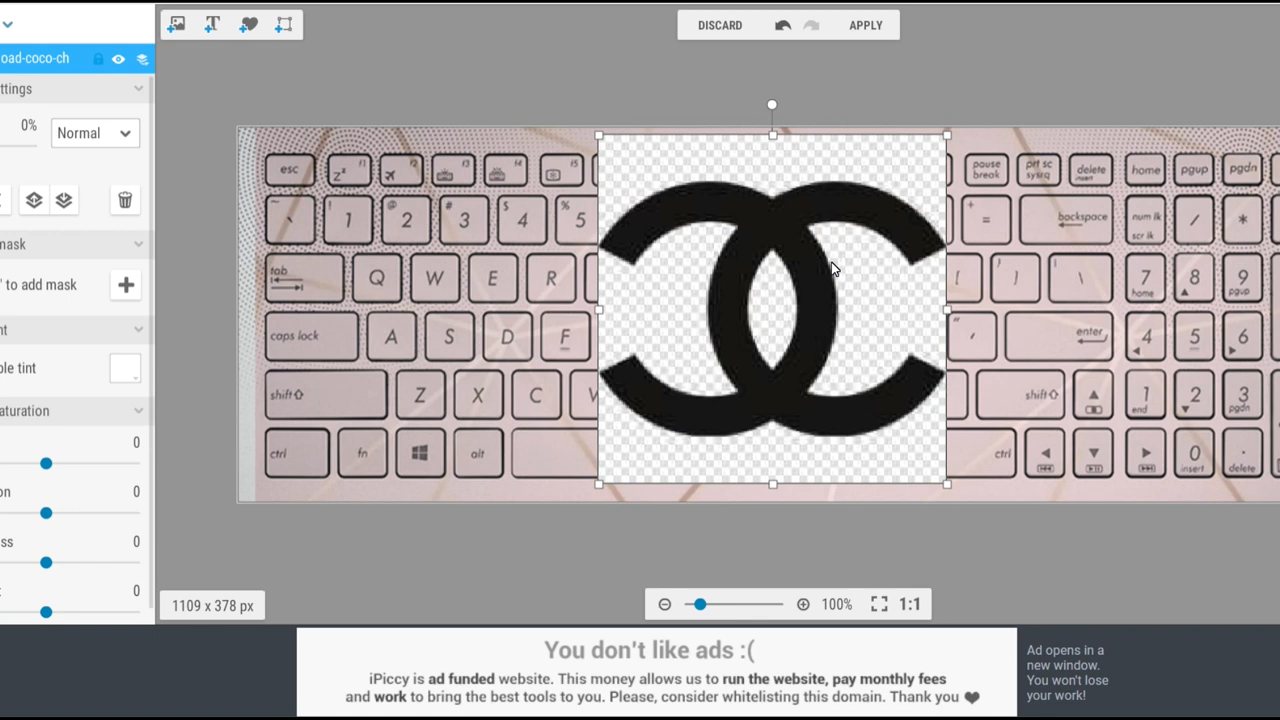 DISCARD
APPLY
oad-coco-ch
ttings
0%
Normal
mask
' to add mask
nt
ble tint
aturation
0
on
0
ss
0
0
esc
f1
z
f2
f3
f4
f5
pause
break
prt sc
sysrq
delete
insert
home
pgup
pgdn
~
`
!
1
@
2
#
3
$
4
%
5
+
=
backspace
num lk
scr lk
/
*
tab
Q
W
E
R
[
}
]
\
7
home
8
9
pgup
caps lock
A
S
D
F
"
'
enter
4
5
6
shift
Z
X
C
V
shift
1
end
2
3
pgdn
ctrl
fn
alt
ctrl
0
insert
.
delete
1109 x 378 px
100%
1:1
You don't like ads :(
iPiccy is ad funded website. This money allows us to run the website, pay monthly fees
and work to bring the best tools to you. Please, consider whitelisting this domain. Thank you
Ad opens in a
new window.
You won't lose
your work!